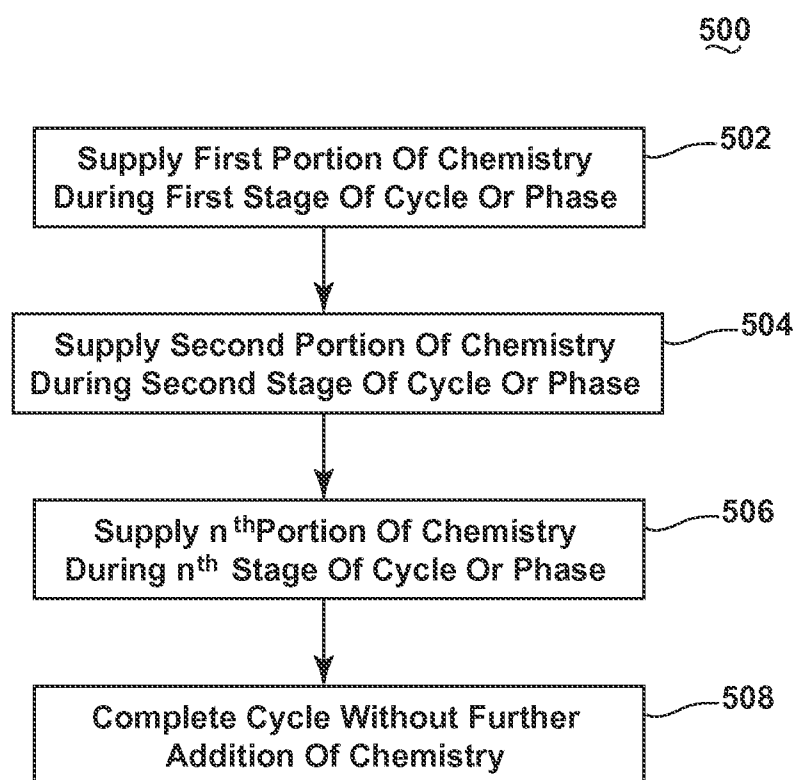 500
Supply First Portion Of Chemistry
During First Stage Of Cycle Or Phase
502
Supply Second Portion Of Chemistry
During Second Stage Of Cycle Or Phase
504
Supply nthPortion Of Chemistry
During nth Stage Of Cycle Or Phase
506
Complete Cycle Without Further
Addition Of Chemistry
508